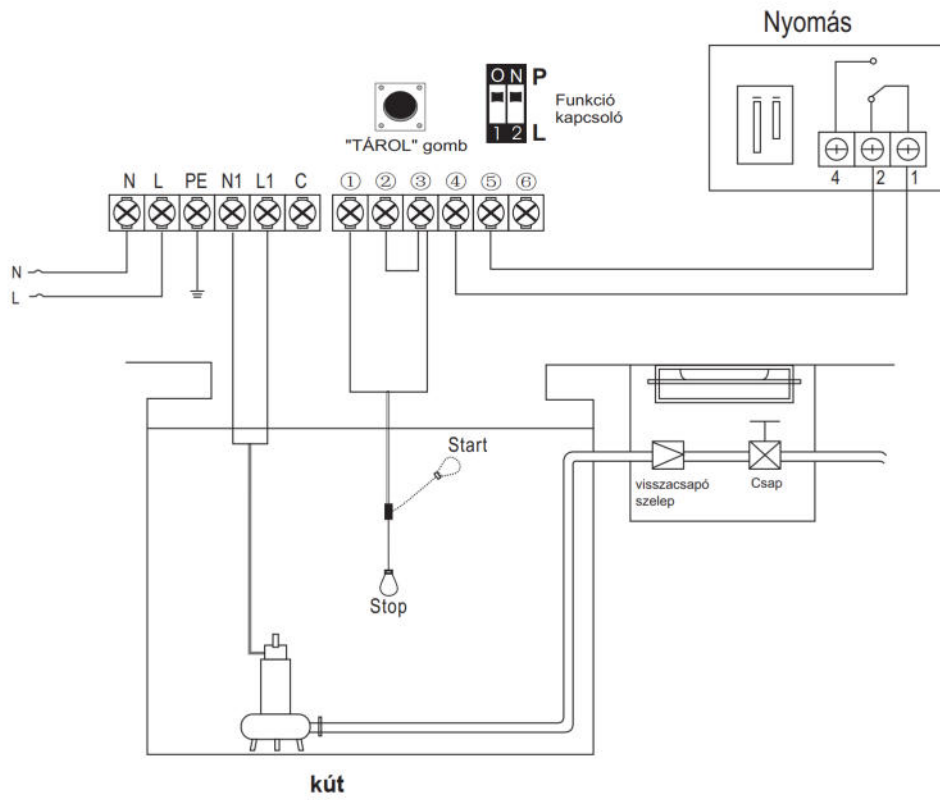 Nyomás
ON P
Funkció
kapcsoló
1 2 L
"TÁROL" gomb
4 2 1
N L PE N1 L1 C ① ② ③ ④ ⑤ ⑥
N
L
Start
visszacsapó
szelep
Csap
Stop
kút